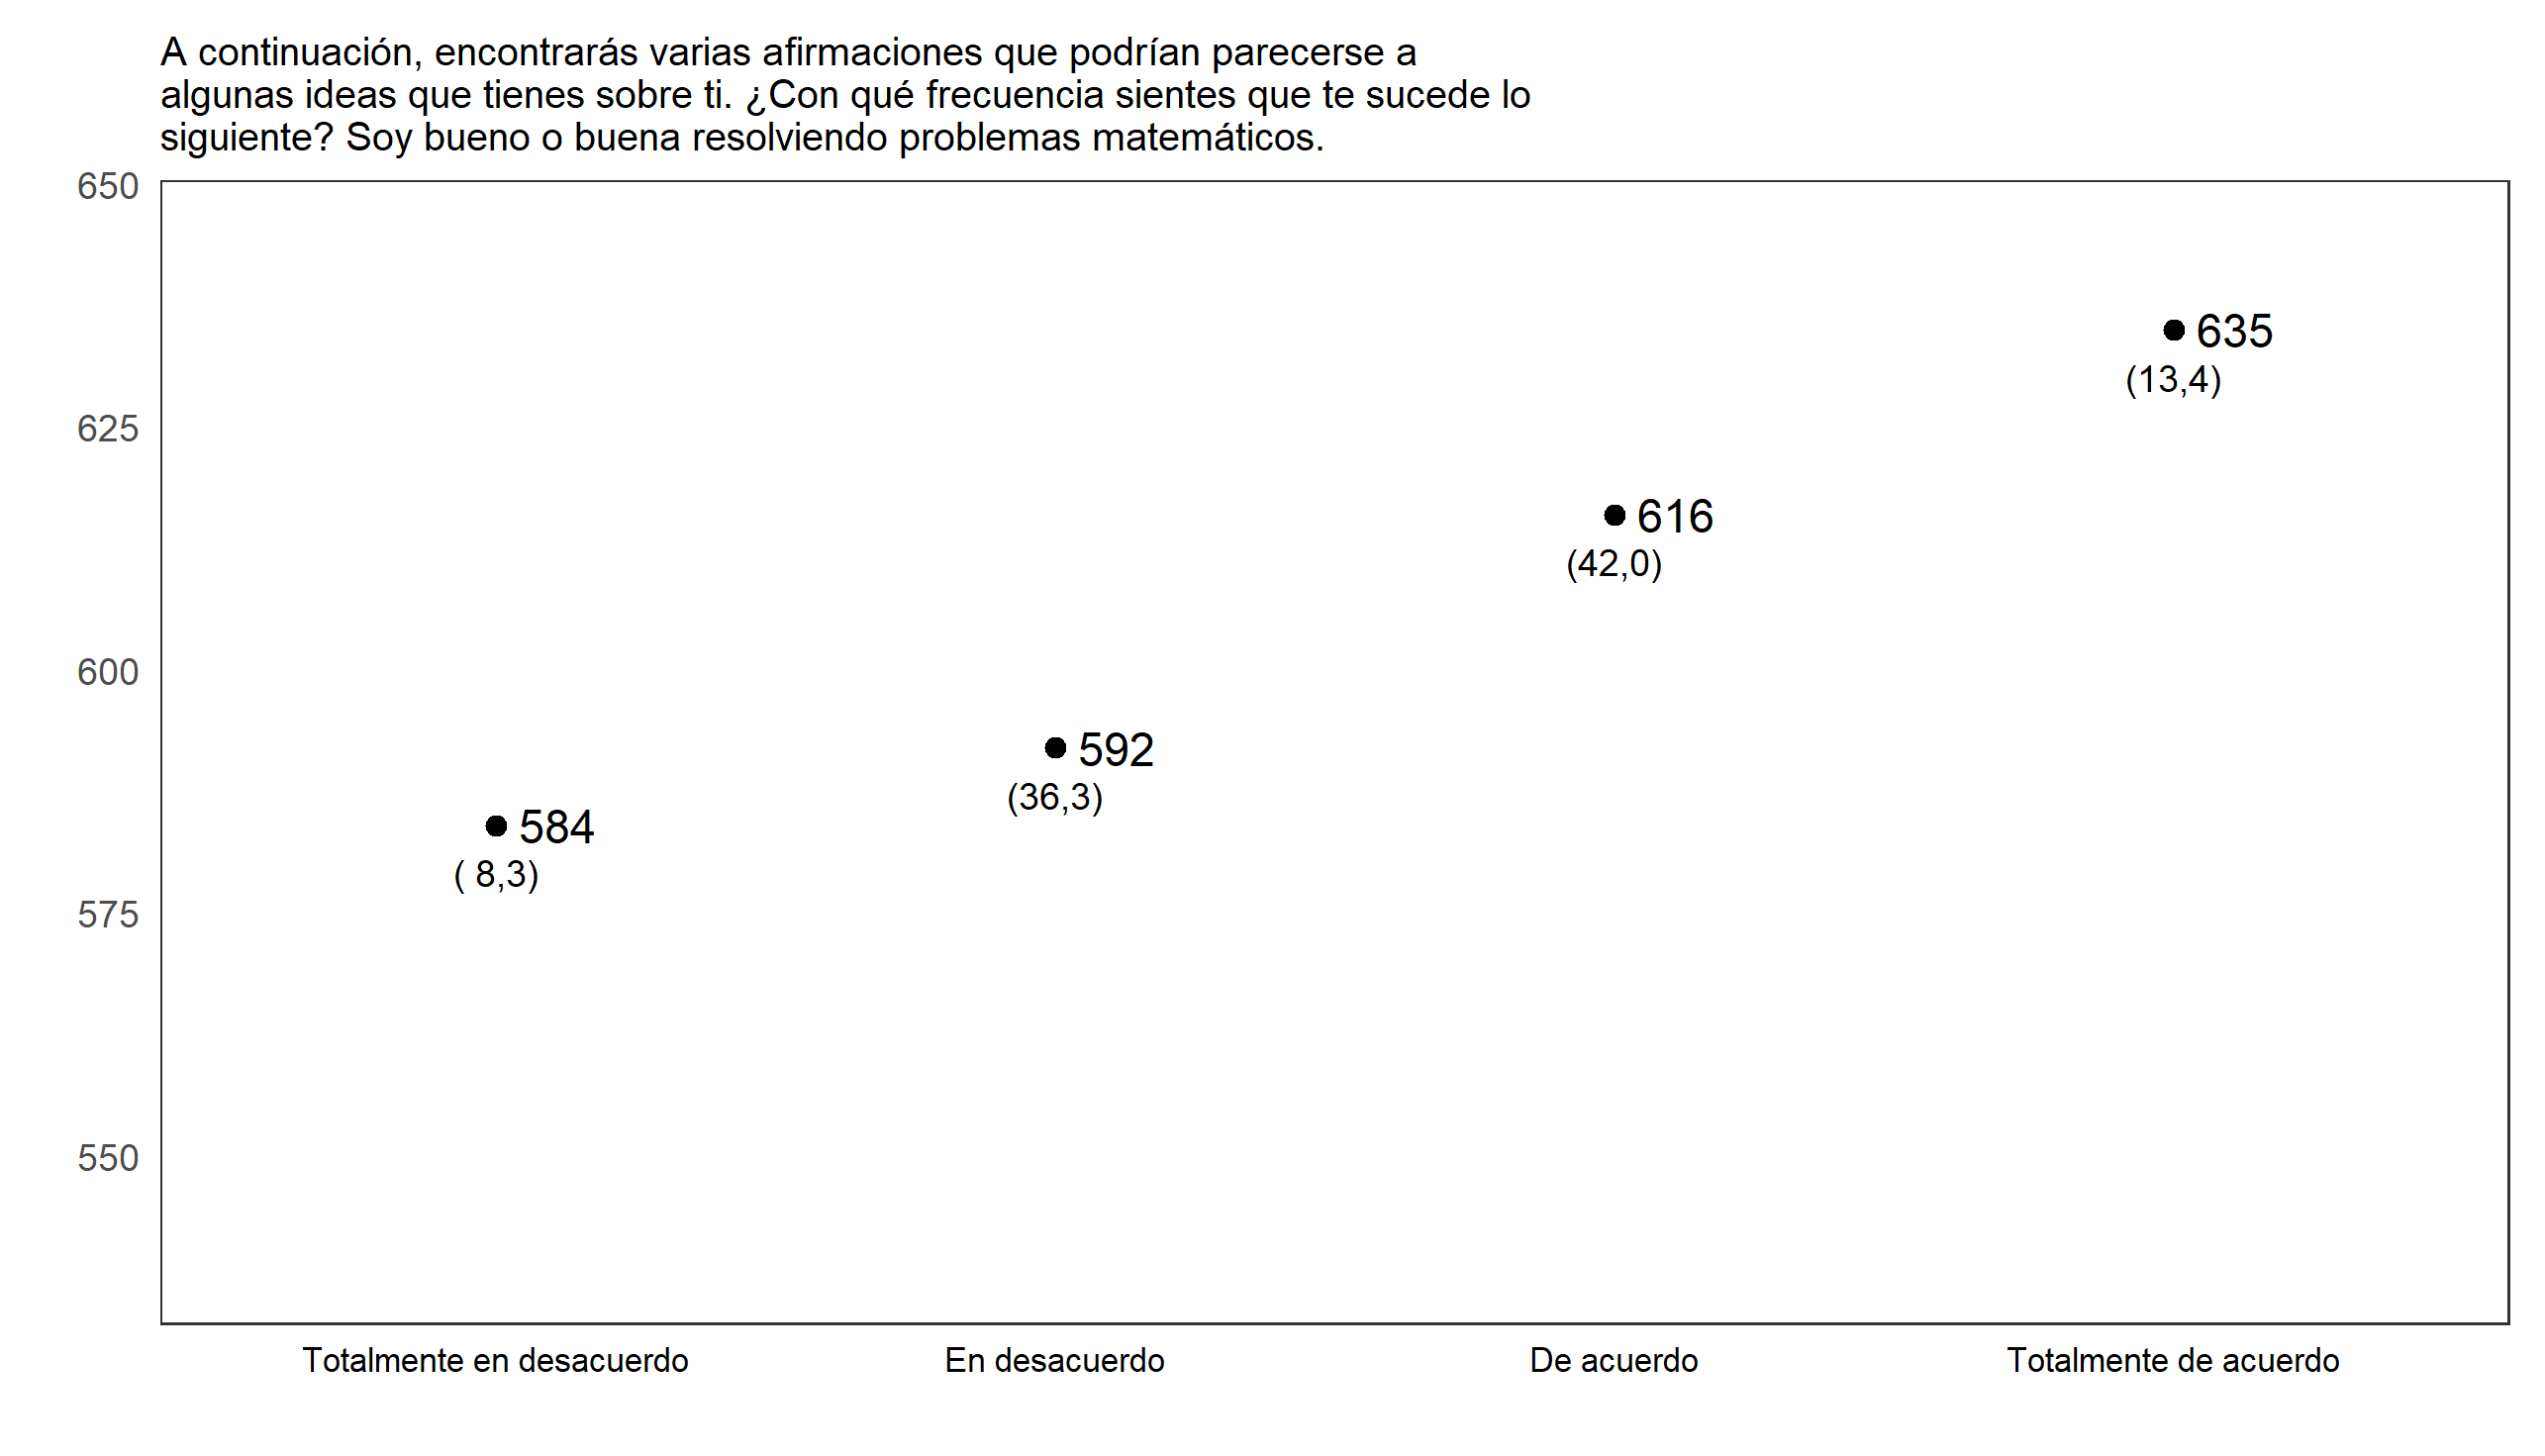 A continuación, encontrarás varias afirmaciones que podrían parecerse a
algunas ideas que tienes sobre ti. ¿Con qué frecuencia sientes que te sucede lo
siguiente? Soy bueno o buena resolviendo problemas matemáticos.
650
635
(13,4)
625
616
(42,0)
600
592
(36,3)
584
( 8,3)
575
550
Totalmente en desacuerdo
En desacuerdo
De acuerdo
Totalmente de acuerdo